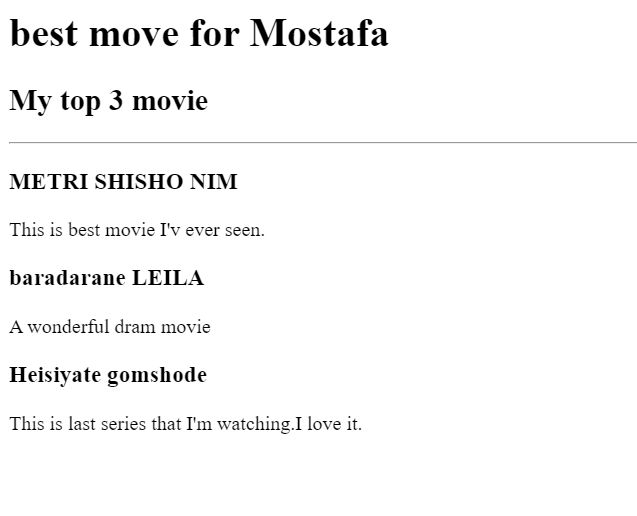 best move for Mostafa
My top 3 movie
METRI SHISHO NIM
This is best movie I'v ever seen.
baradarane LEILA
A wonderful dram movie
Heisiyate gomshode
This is last series that I'm watching.I love it.